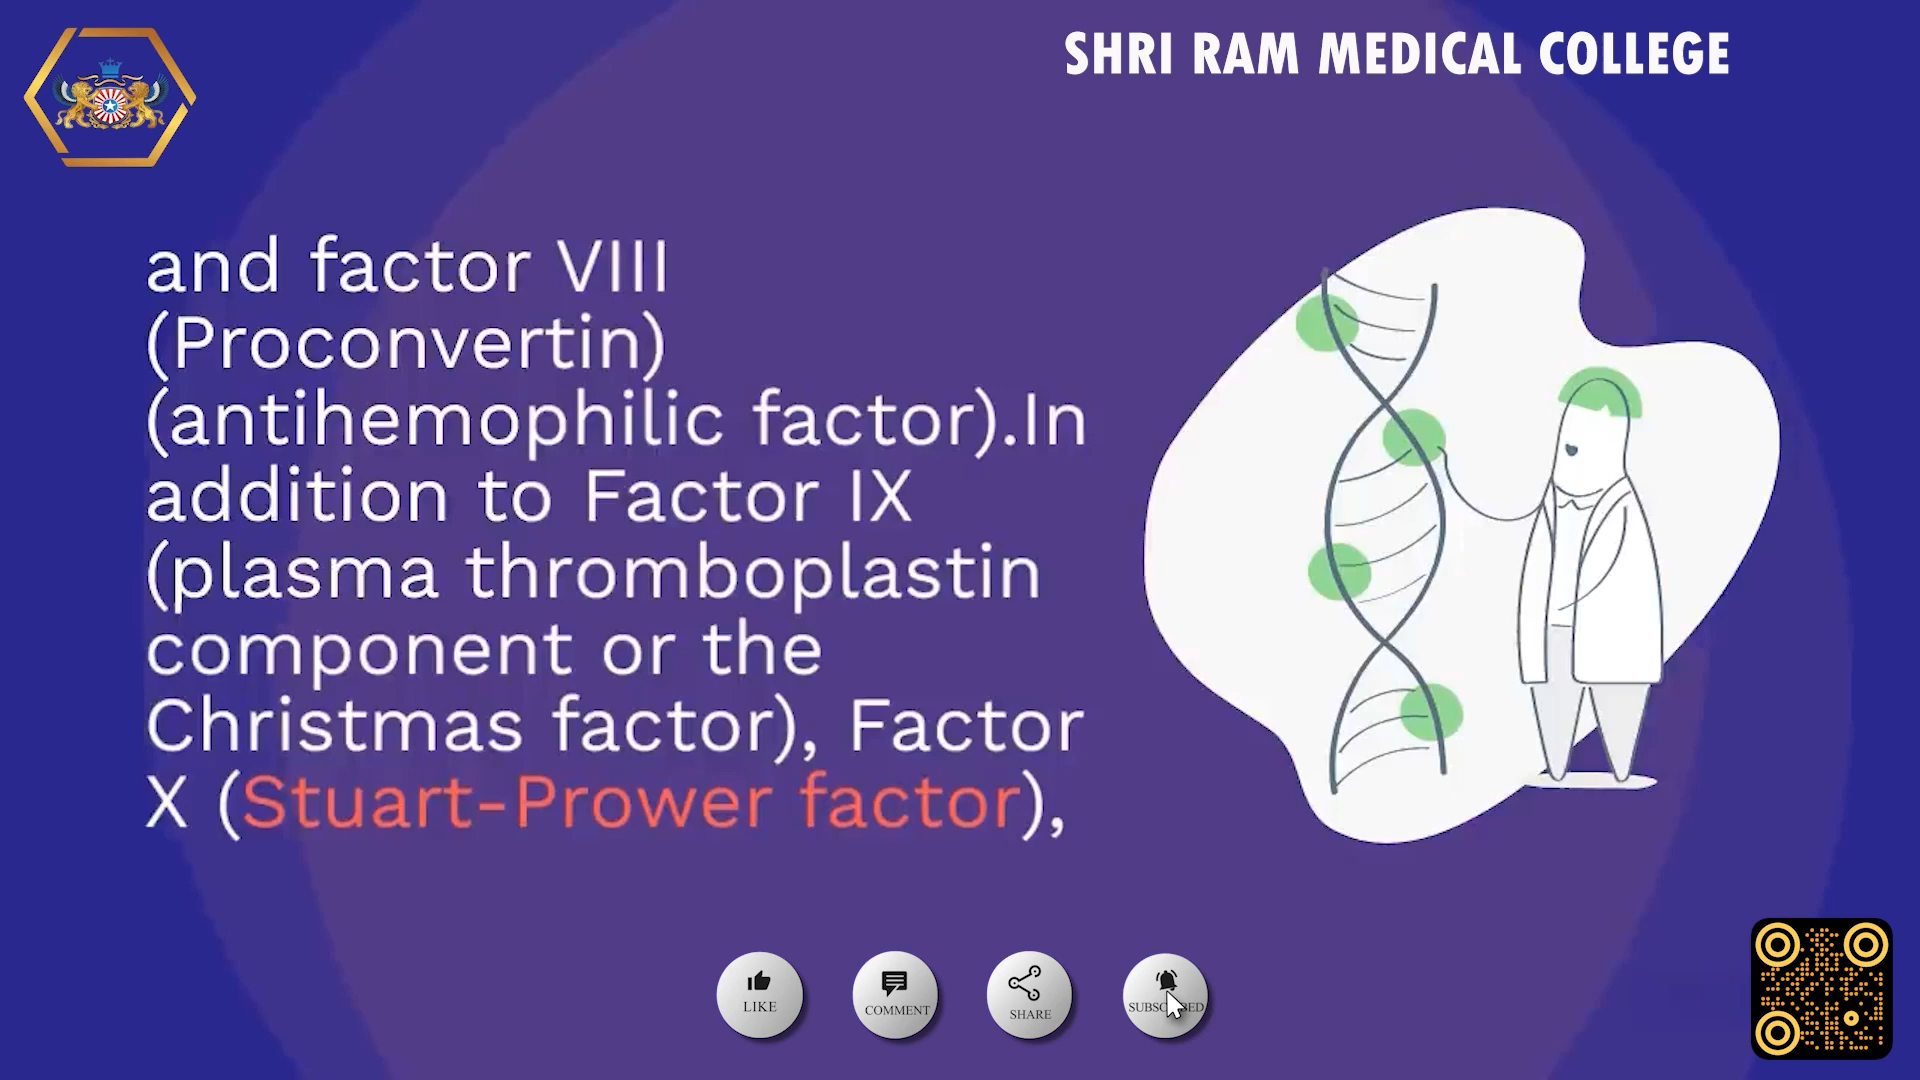 SHRI RAM MEDICAL COLLEGE
and factor VIII
(Proconvertin)
(antihemophilic factor).In
addition to Factor IX
(plasma thromboplastin
component or the
Christmas factor), Factor
X (Stuart-Prower factor),
LIKE
COMMENT
SHARE